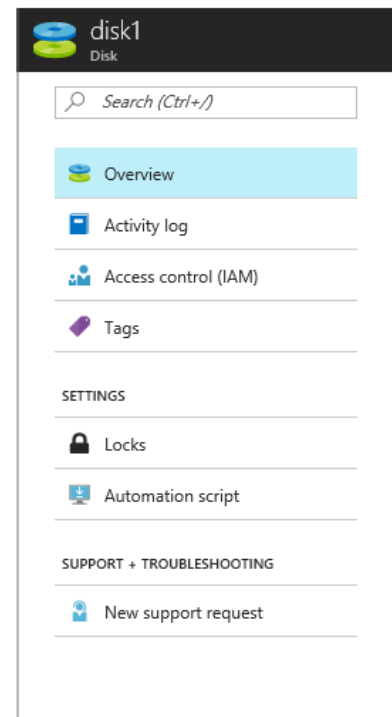 disk1
Disk
Search (Ctrl+/)
Overview
Activity log
Access control (IAM)
Tags
SETTINGS
Locks
Automation script
SUPPORT + TROUBLESHOOTING
New support request